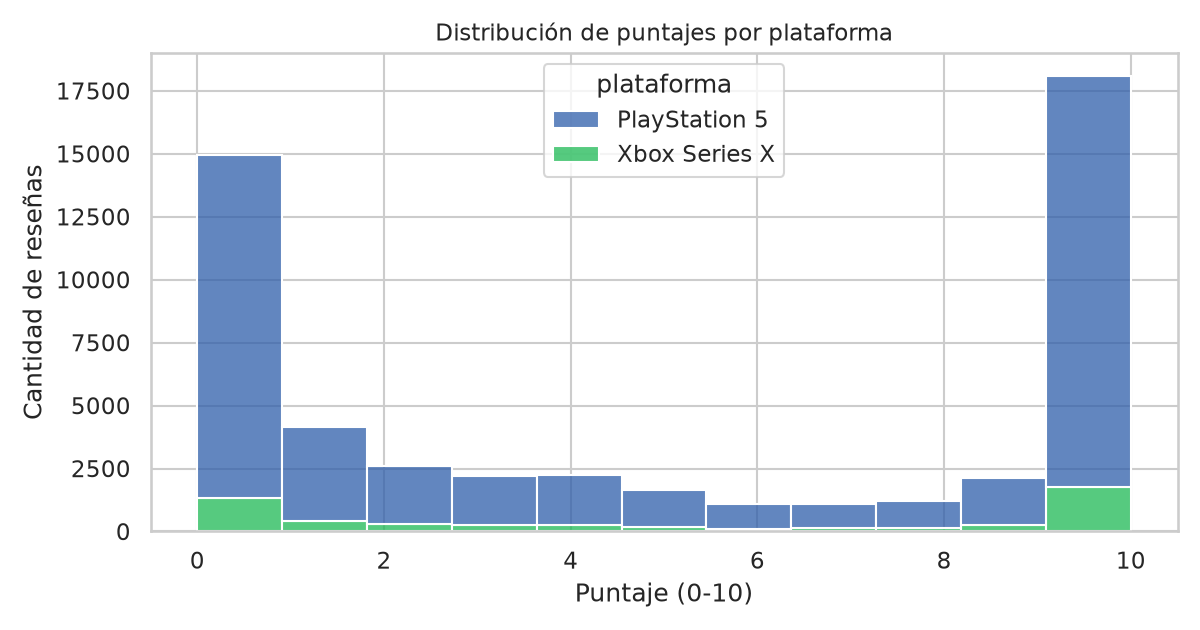 Distribución de puntajes por plataforma
plataforma
PlayStation 5
Xbox Series X
Cantidad de reseñas
17500
15000
12500
10000
7500
5000
2500
0
0 2 4 6 8 10
Puntaje (0-10)